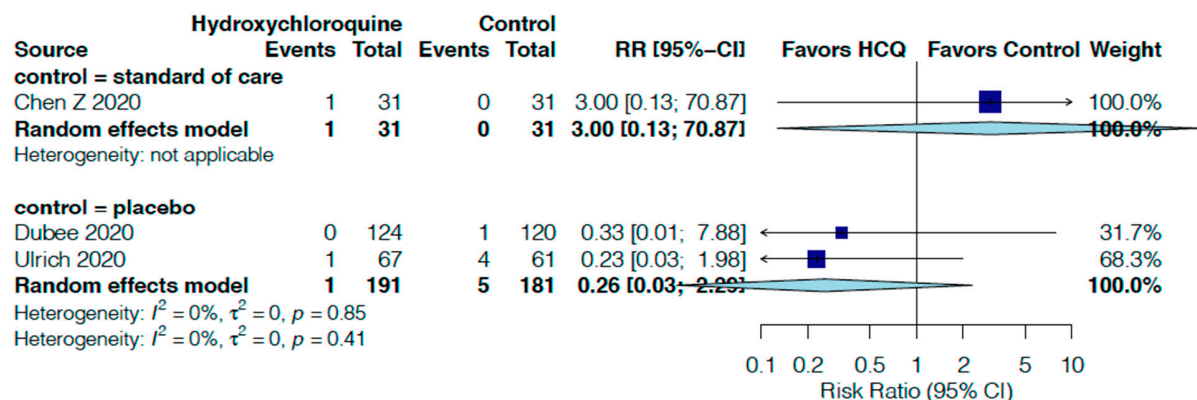 Hydroxychloroquine Control
Source Events Total Events Total RR [95%−CI] Favors HCQ Favors Control Weight
control = standard of care
Chen Z 2020 1 31 0 31 3.00 [0.13; 70.87] 100.0%
Random effects model 1 31 0 31 3.00 [0.13; 70.87] 100.0%
Heterogeneity: not applicable
control = placebo
Dubee 2020 0 124 1 120 0.33 [0.01; 7.88] 31.7%
Ulrich 2020 1 67 4 61 0.23 [0.03; 1.98] 68.3%
Random effects model 1 191 5 181 0.26 [0.03; 100.0%
Heterogeneity: I² = 0%, τ² = 0, p = 0.85
Heterogeneity: I² = 0%, τ² = 0, p = 0.41
0.1 0.2 0.5 1 2 5 10
Risk Ratio (95% CI)